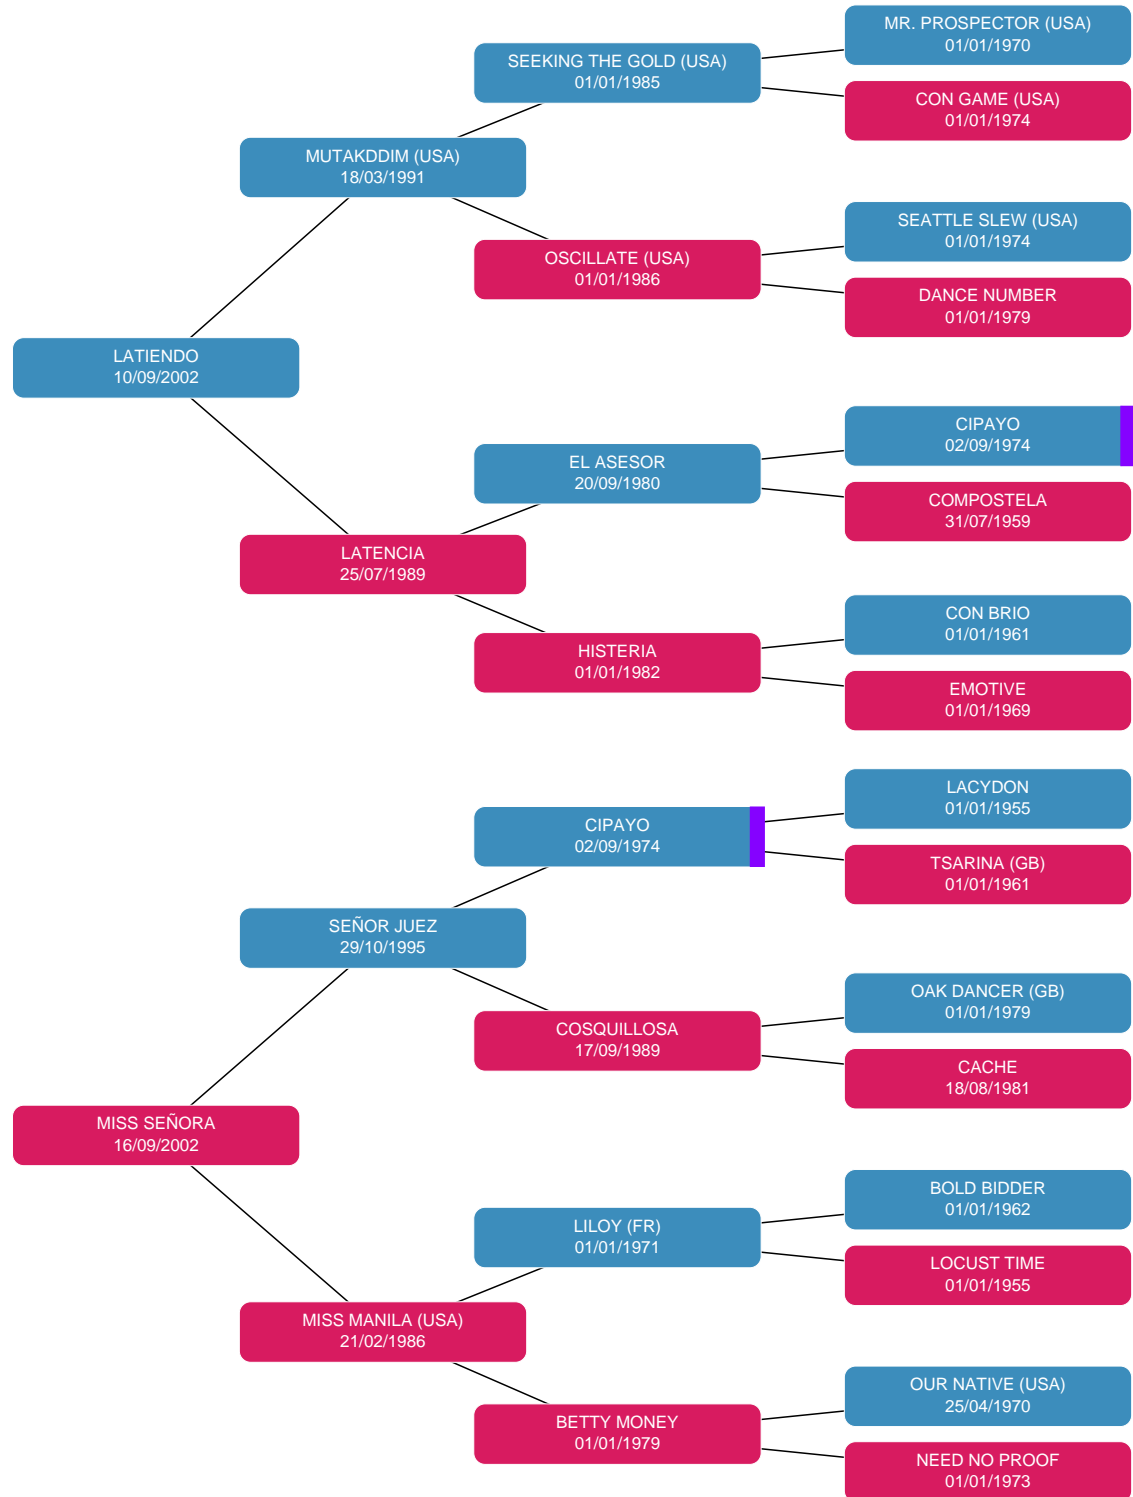 MR. PROSPECTOR (USA)
01/01/1970
SEEKING THE GOLD (USA)
01/01/1985
CON GAME (USA)
01/01/1974
MUTAKDDIM (USA)
18/03/1991
SEATTLE SLEW (USA)
01/01/1974
OSCILLATE (USA)
01/01/1986
DANCE NUMBER
01/01/1979
LATIENDO
10/09/2002
CIPAYO
02/09/1974
EL ASESOR
20/09/1980
COMPOSTELA
31/07/1959
LATENCIA
25/07/1989
CON BRIO
01/01/1961
HISTERIA
01/01/1982
EMOTIVE
01/01/1969
LACYDON
01/01/1955
CIPAYO
02/09/1974
TSARINA (GB)
01/01/1961
SEÑOR JUEZ
29/10/1995
OAK DANCER (GB)
01/01/1979
COSQUILLOSA
17/09/1989
CACHE
18/08/1981
MISS SEÑORA
16/09/2002
BOLD BIDDER
01/01/1962
LILOY (FR)
01/01/1971
LOCUST TIME
01/01/1955
MISS MANILA (USA)
21/02/1986
OUR NATIVE (USA)
25/04/1970
BETTY MONEY
01/01/1979
NEED NO PROOF
01/01/1973